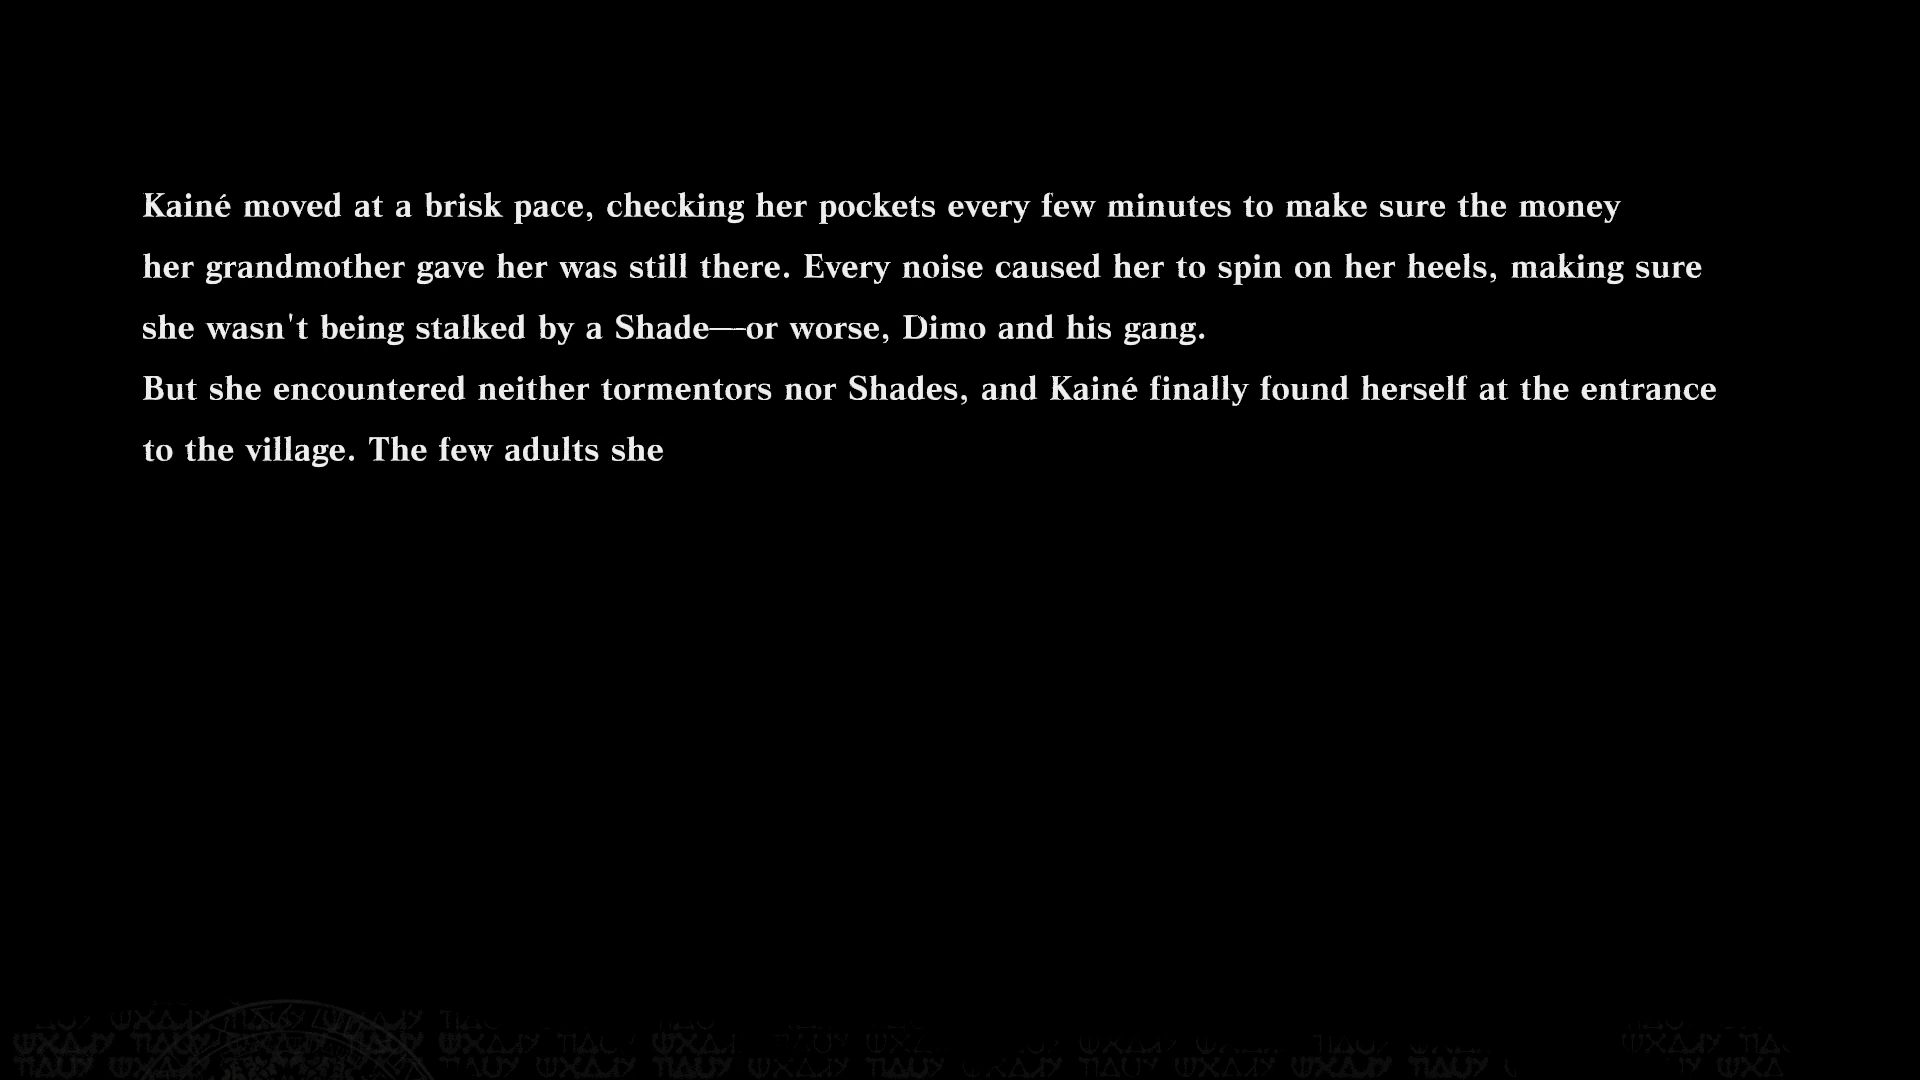 Kainé moved at a brisk pace, checking her pockets every few minutes to make sure the money
her grandmother gave her was still there. Every noise caused her to spin on her heels, making sure
she wasn't being stalked by a Shade—or worse, Dimo and his gang.
But she encountered neither tormentors nor Shades, and Kainé finally found herself at the entrance
to the village. The few adults she